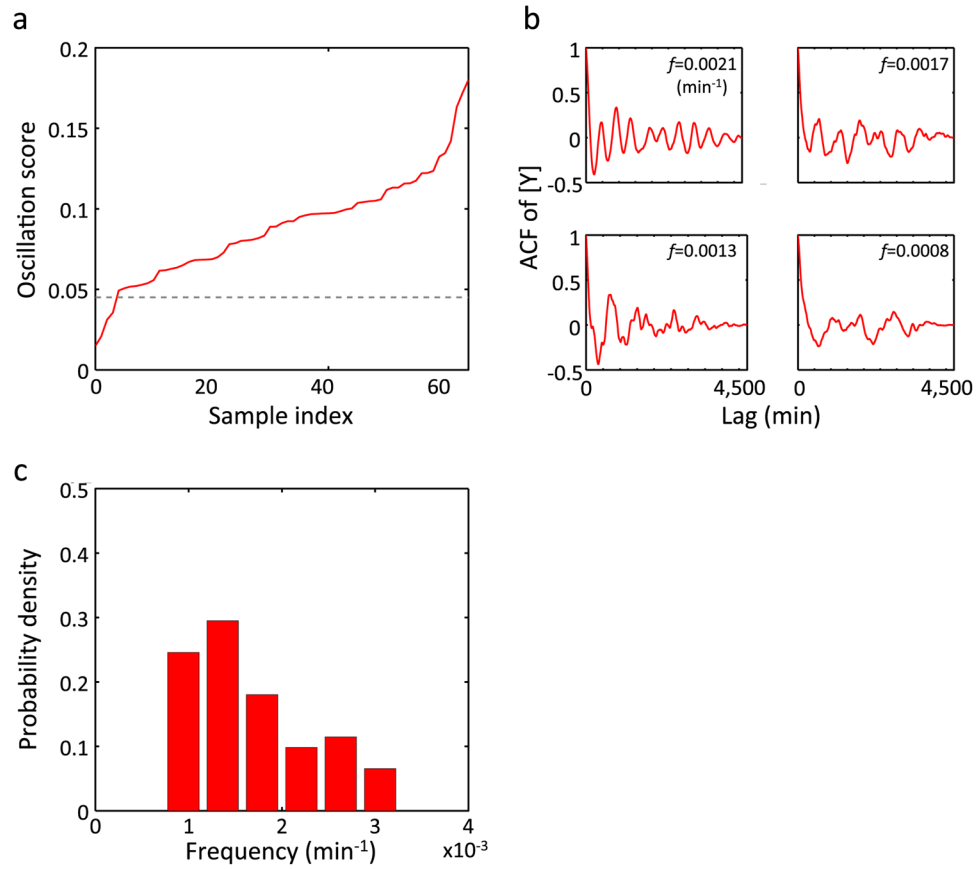 a
Oscillation score
0.2
0.15
0.1
0.05
0
0 20 40 60
Sample index
b
ACF of [Y]
1
0.5
0
-0.5
f=0.0021
(min⁻¹)
f=0.0017
1
0.5
0
-0.5
f=0.0013
f=0.0008
0 4,500 0 4,500
Lag (min)
c
Probability density
0.5
0.4
0.3
0.2
0.1
0
0 1 2 3 4
Frequency (min⁻¹) x10⁻³